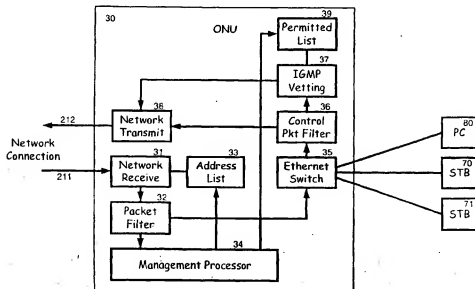 30
ONU
39
Permitted List
37
IGMP Vetting
38
Network Transmit
36
Control Pkt Filter
212
Network Connection
211
31
Network Receive
33
Address List
35
Ethernet Switch
32
Packet Filter
34
Management Processor
80
PC
70
STB
71
STB